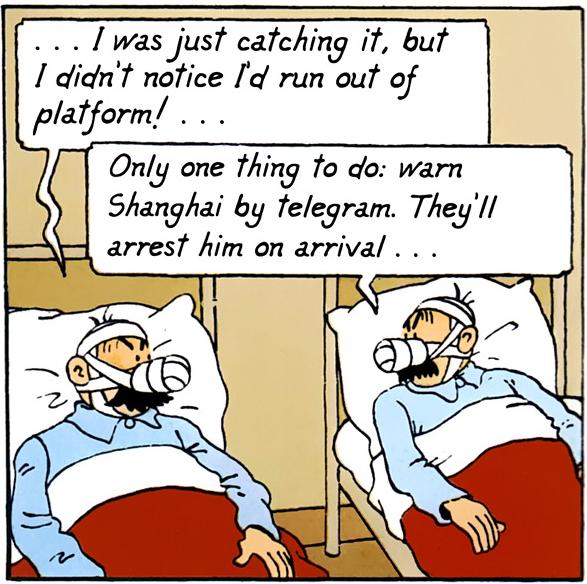 . . . I was just catching it, but
I didn't notice I'd run out of
platform! . . .
Only one thing to do: warn
Shanghai by telegram. They'll
arrest him on arrival . . .